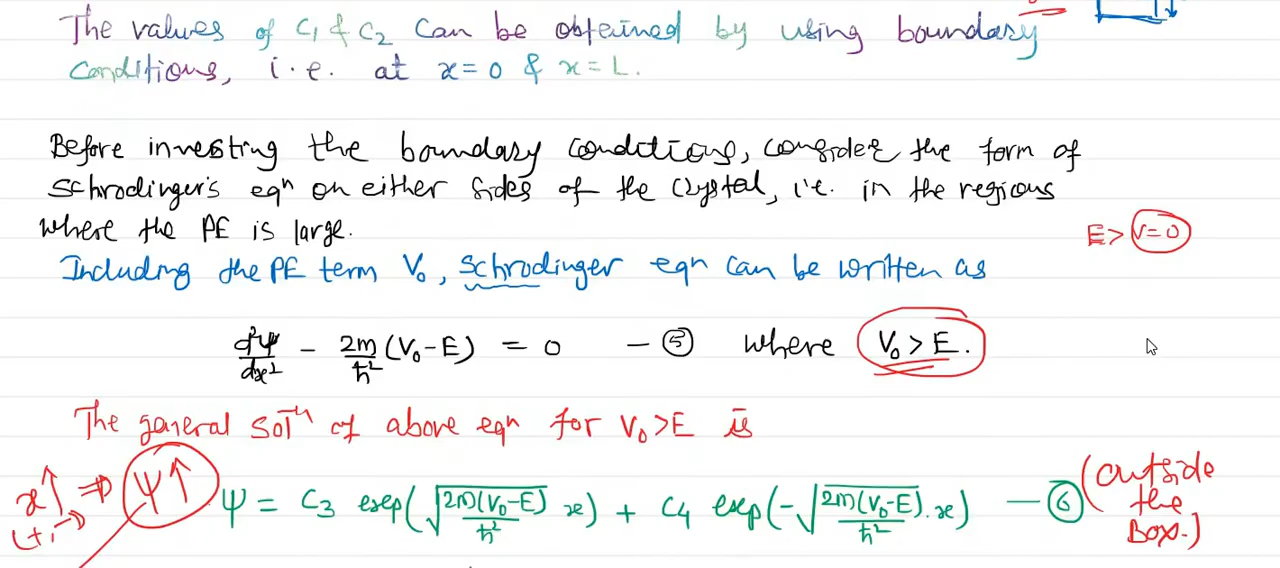 The values of C₁ & C₂ can be obtained by using boundary
conditions, i.e. at x=0 & x=L.
Before investing the boundary conditions, consider the form of
Schrodinger's eqⁿ on either sides of the crystal, i.e. in the regions
where the PE is large.
E> V=0
Including the PE term V₀, Schrodinger eqn can be written as
d²ψ/dx² - 2m/ħ² (V₀-E) = 0 — ⑤ where V₀ > E.
The general solⁿ of above eqⁿ for V₀>E is
x↑ ⇒ ψ↑
(+, -)
ψ = C₃ exp(√(2m(V₀-E)/ħ²) x) + C₄ exp(-√(2m(V₀-E)/ħ²).x) — ⑥
(outside
the
Box.)